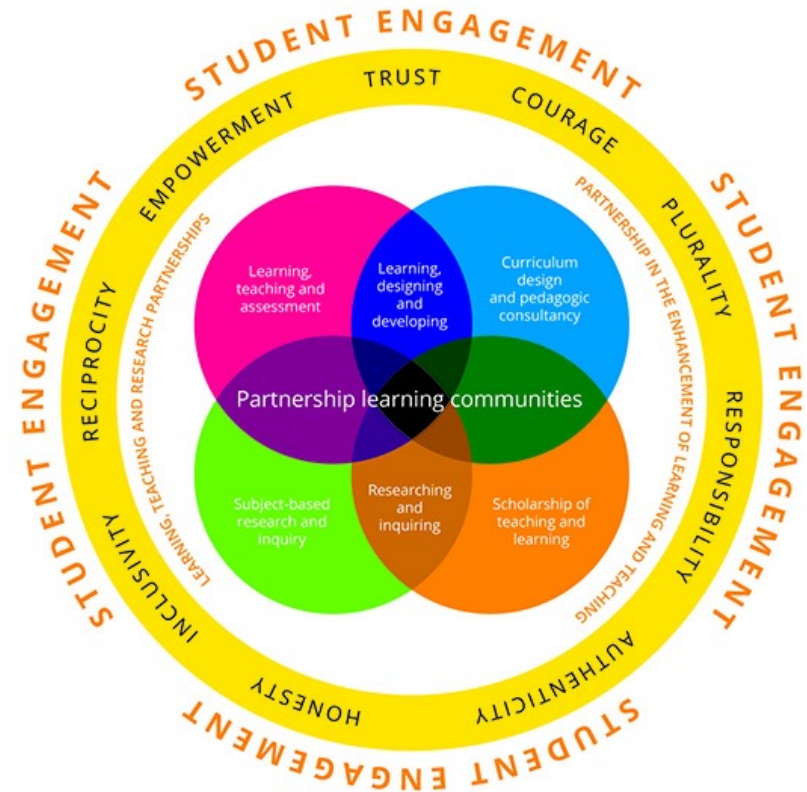 STUDENT ENGAGEMENT
STUDENT ENGAGEMENT
STUDENT ENGAGEMENT
STUDENT ENGAGEMENT
TRUST
COURAGE
PLURALITY
RESPONSIBILITY
AUTHENTICITY
HONESTY
INCLUSIVITY
RECIPROCITY
EMPOWERMENT
LEARNING, TEACHING AND RESEARCH PARTNERSHIPS
PARTNERSHIP IN THE ENHANCEMENT OF LEARNING AND TEACHING
Learning,
teaching and
assessment
Learning,
designing
and
developing
Curriculum
design
and pedagogic
consultancy
Partnership learning communities
Subject-based
research and
inquiry
Researching
and
inquiring
Scholarship of
teaching and
learning